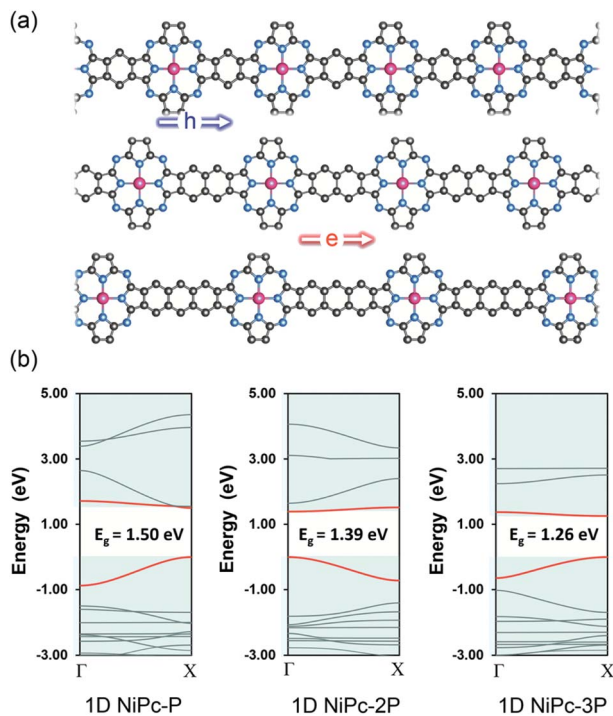 (a)
h
e
(b)
5.00
3.00
1.00
-1.00
-3.00
Energy (eV)
E_g = 1.50 eV
Γ
X
1D NiPc-P
5.00
3.00
1.00
-1.00
-3.00
Energy (eV)
E_g = 1.39 eV
Γ
X
1D NiPc-2P
5.00
3.00
1.00
-1.00
-3.00
Energy (eV)
E_g = 1.26 eV
Γ
X
1D NiPc-3P